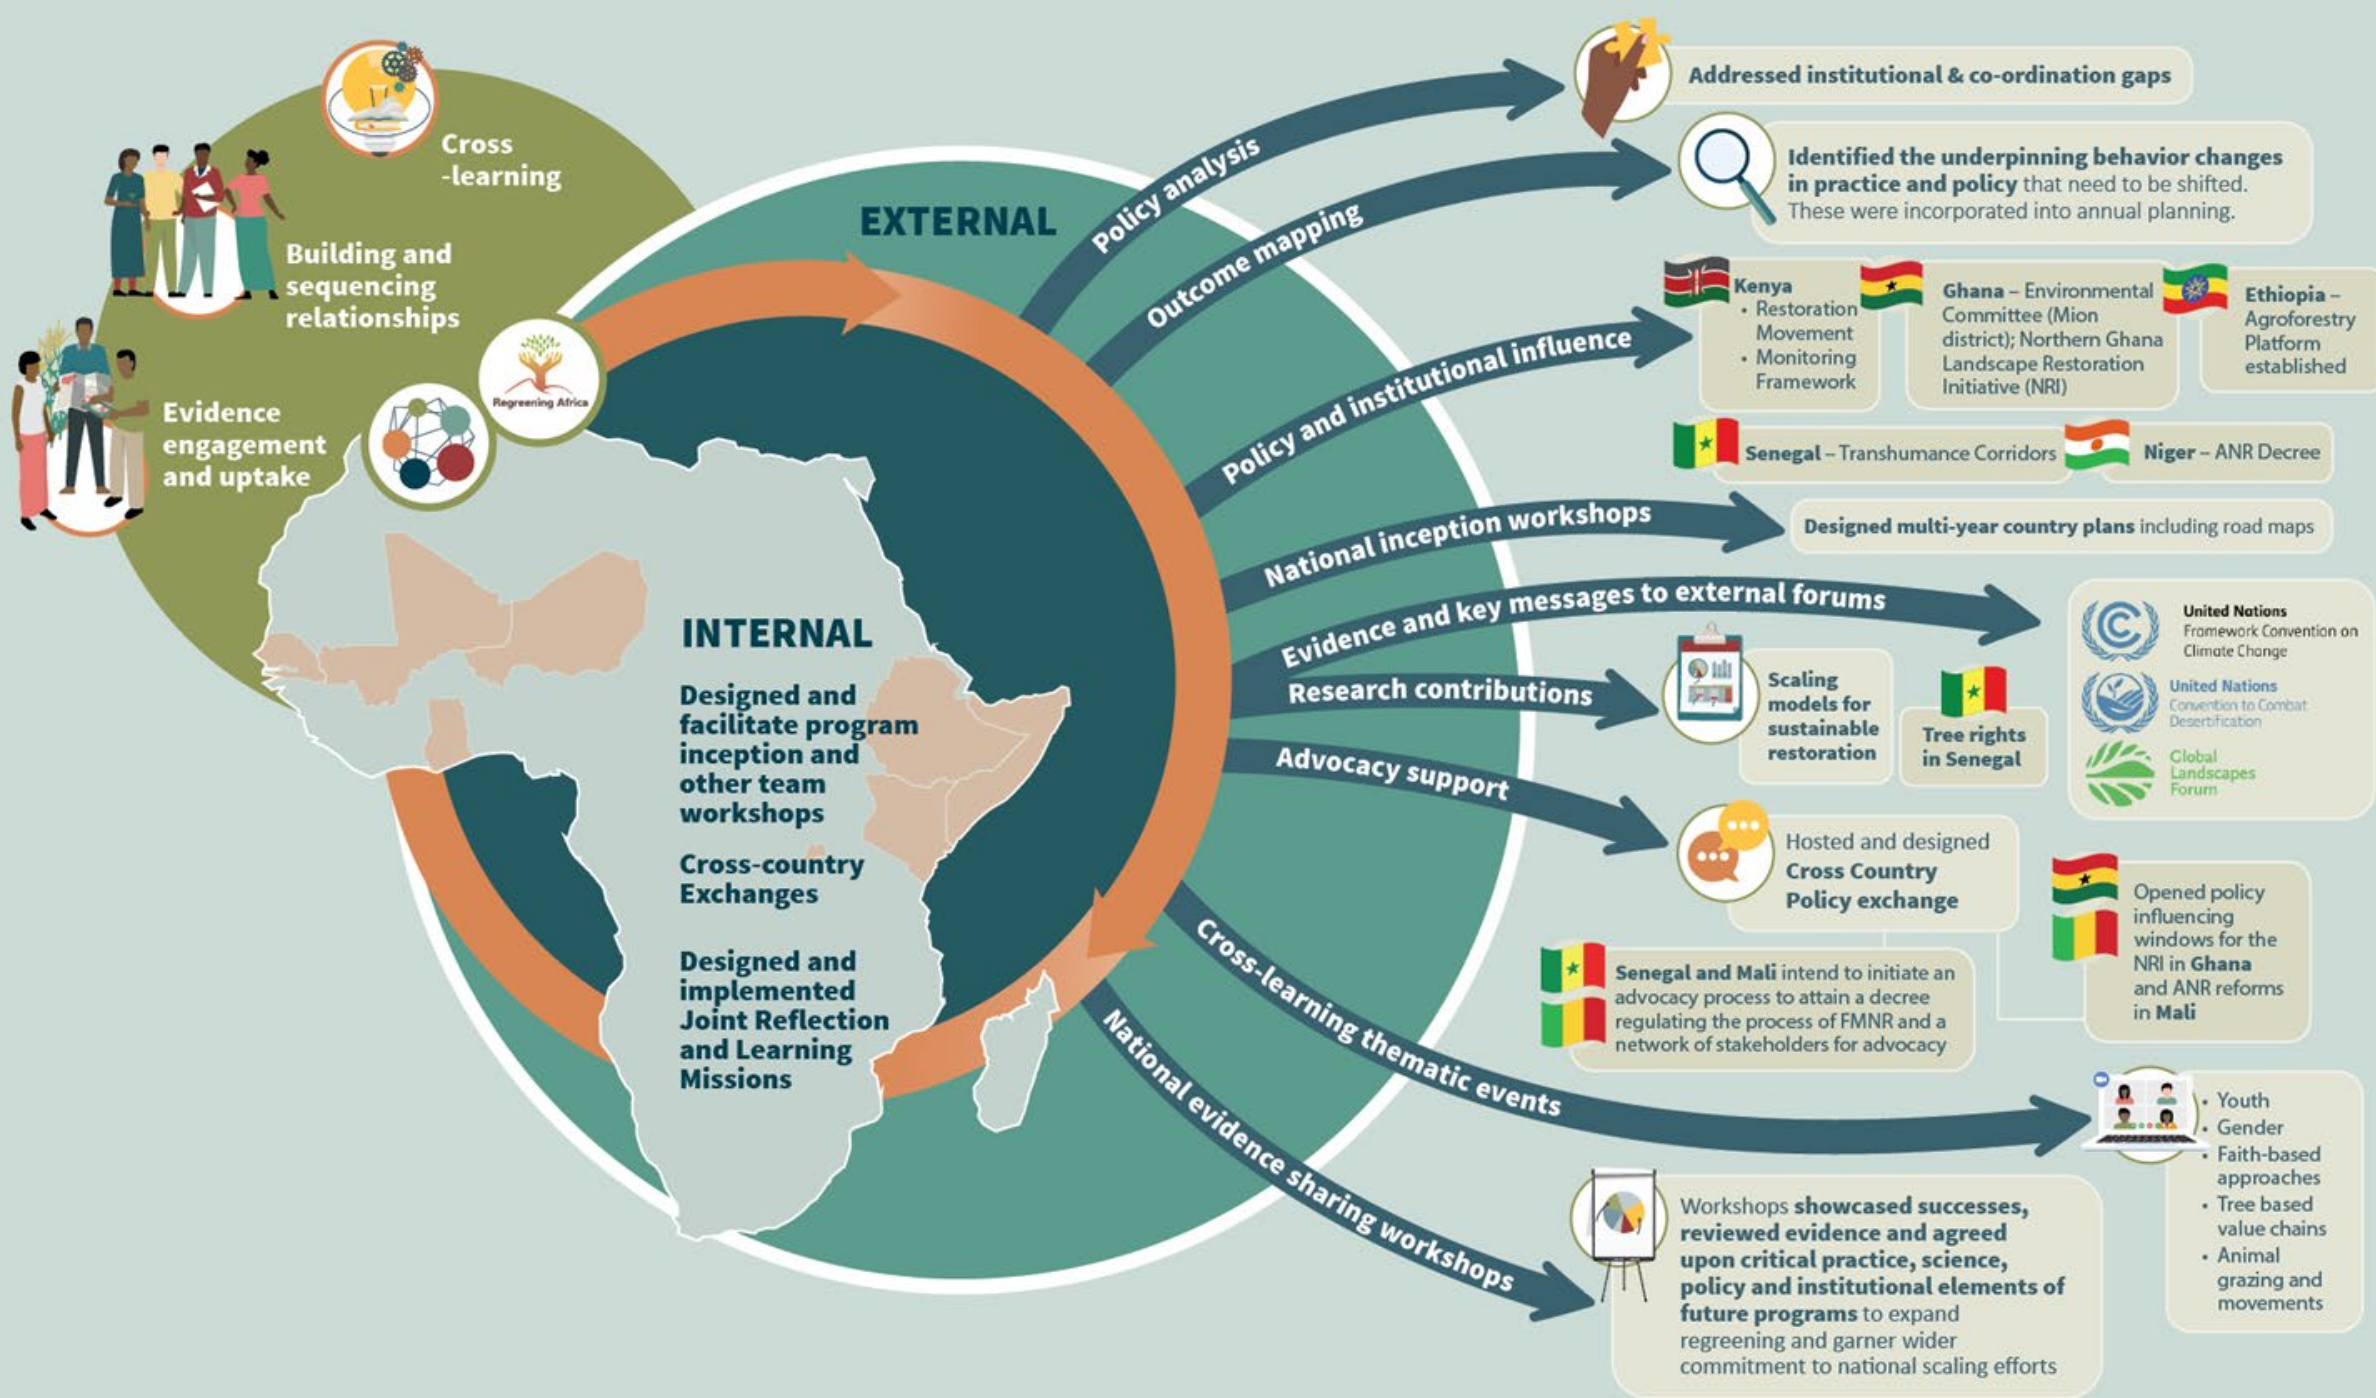 Cross
-learning
Building and
sequencing
relationships
Evidence
engagement
and uptake
Regreening Africa
EXTERNAL
INTERNAL
Designed and
facilitate program
inception and
other team
workshops
Cross-country
Exchanges
Designed and
implemented
Joint Reflection
and Learning
Missions
Policy analysis
Addressed institutional & co-ordination gaps
Outcome mapping
Identified the underpinning behavior changes
in practice and policy that need to be shifted.
These were incorporated into annual planning.
Policy and institutional influence
Kenya
• Restoration
Movement
• Monitoring
Framework
Ghana – Environmental
Committee (Mion
district); Northern Ghana
Landscape Restoration
Initiative (NRI)
Ethiopia –
Agroforestry
Platform
established
Senegal – Transhumance Corridors
Niger – ANR Decree
National inception workshops
Designed multi-year country plans including road maps
Evidence and key messages to external forums
United Nations
Framework Convention on
Climate Change
United Nations
Convention to Combat
Desertification
Global
Landscapes
Forum
Research contributions
Scaling
models for
sustainable
restoration
Tree rights
in Senegal
Advocacy support
Hosted and designed
Cross Country
Policy exchange
Senegal and Mali intend to initiate an
advocacy process to attain a decree
regulating the process of FMNR and a
network of stakeholders for advocacy
Opened policy
influencing
windows for the
NRI in Ghana
and ANR reforms
in Mali
Cross-learning thematic events
• Youth
• Gender
• Faith-based
approaches
• Tree based
value chains
• Animal
grazing and
movements
National evidence sharing workshops
Workshops showcased successes,
reviewed evidence and agreed
upon critical practice, science,
policy and institutional elements of
future programs to expand
regreening and garner wider
commitment to national scaling efforts